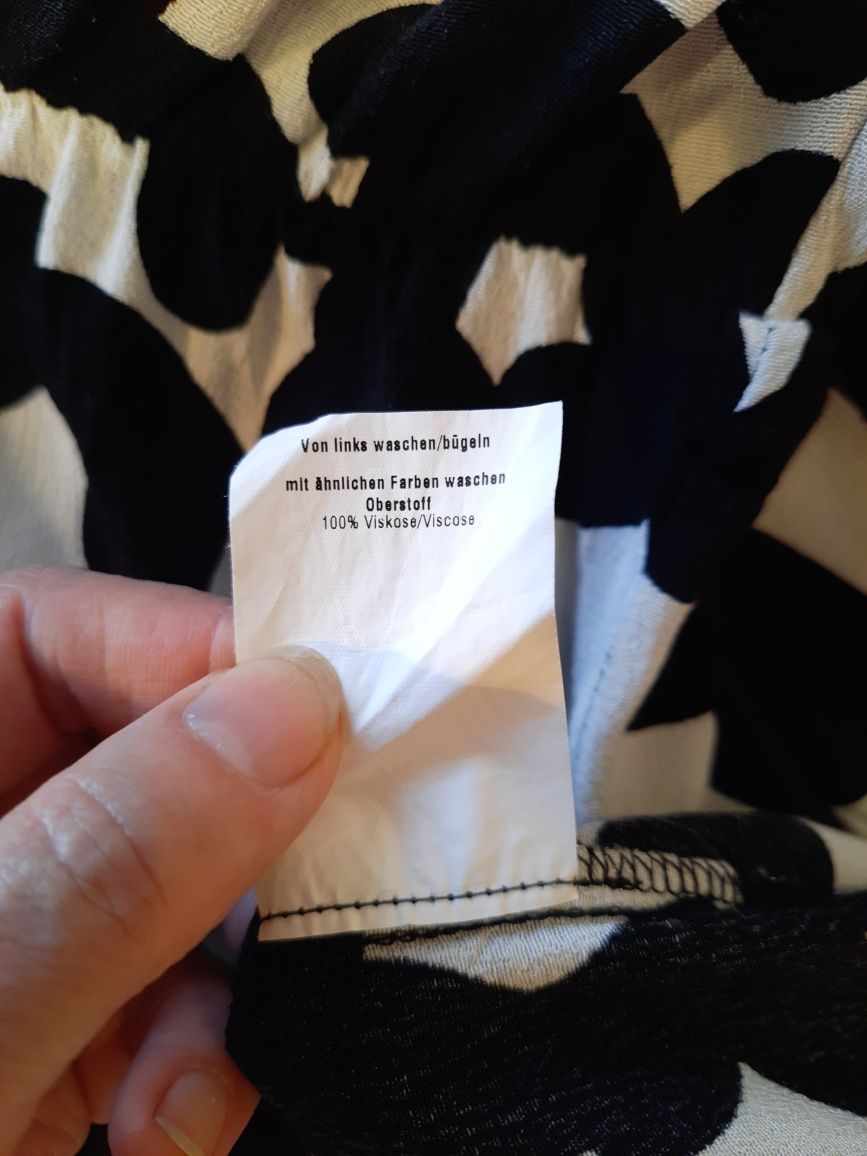 Von links waschen/bügeln
mit ähnlichen Farben waschen
Oberstoff
100% Viskose/Viscose